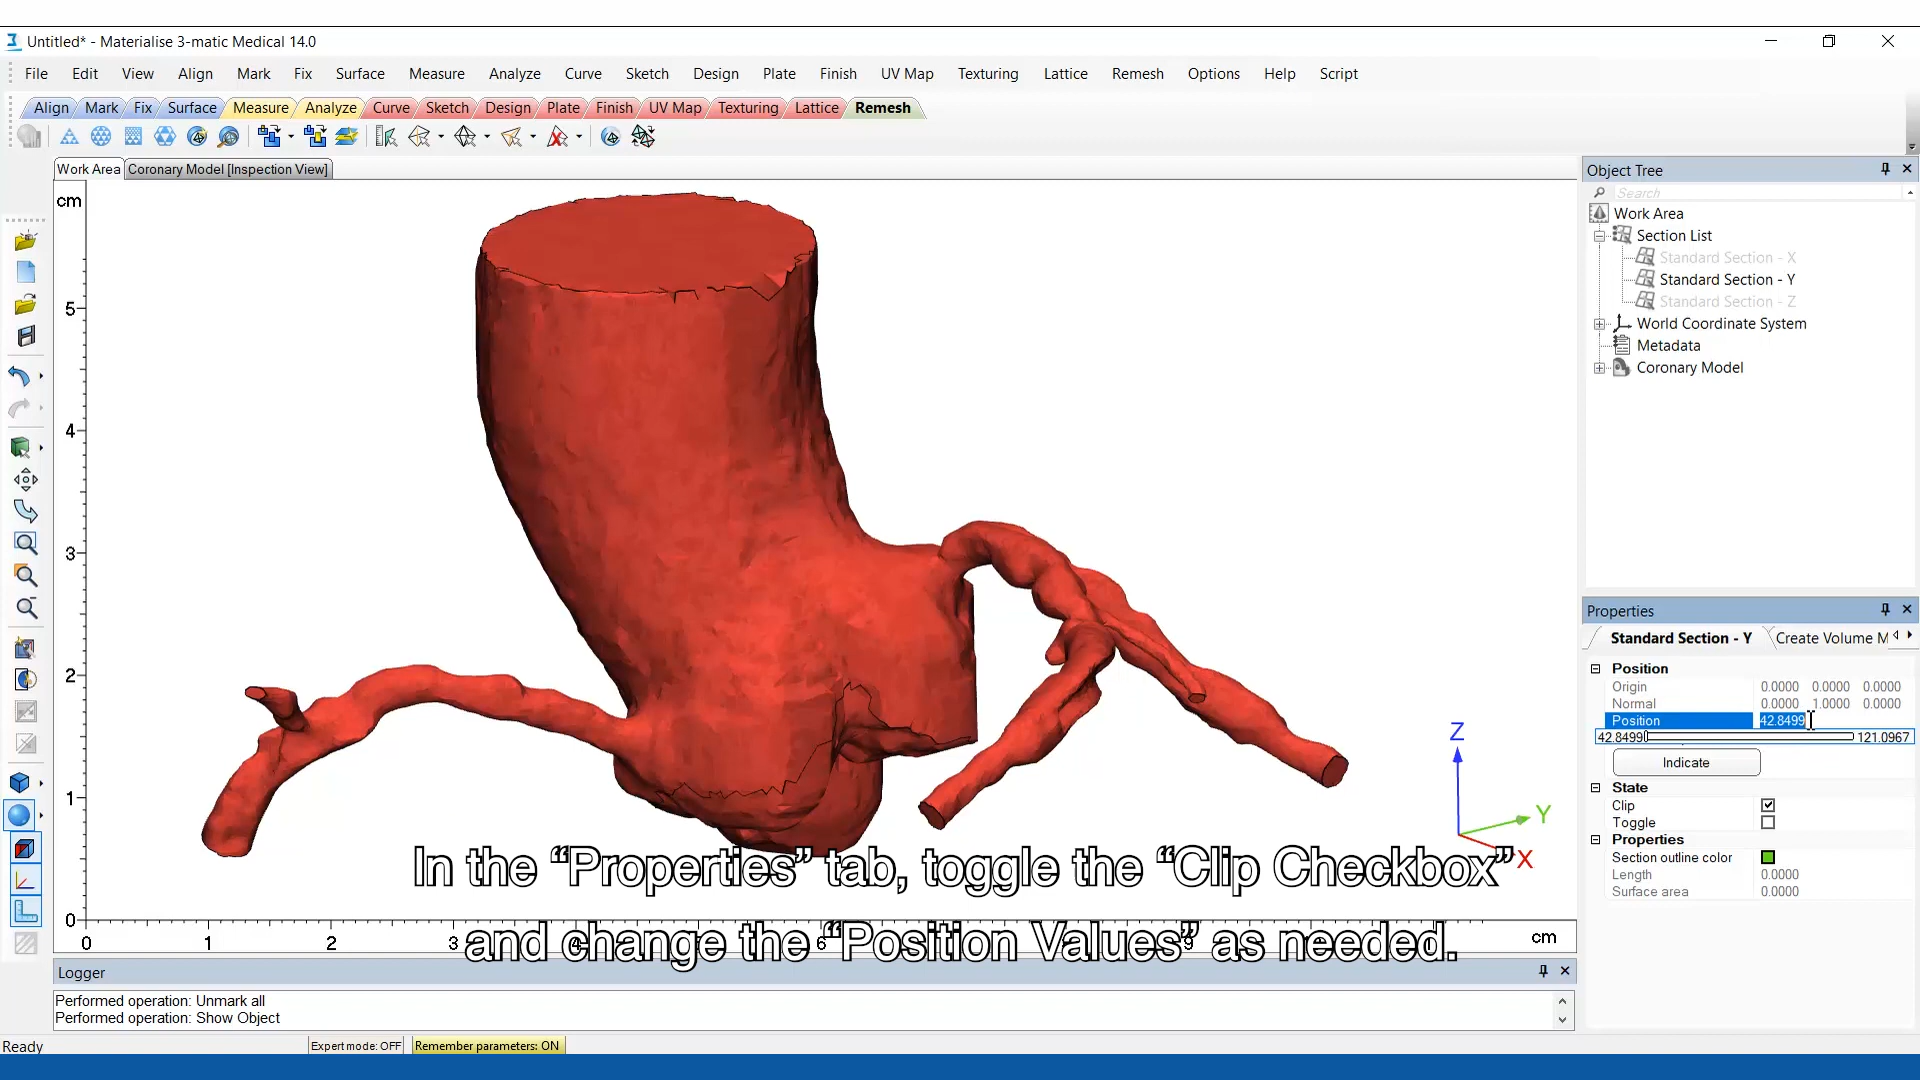 Untitled* - Materialise 3-matic Medical 14.0
File Edit View Align Mark Fix Surface Measure Analyze Curve Sketch Design Plate Finish UV Map Texturing Lattice Remesh Options Help Script
Align Mark Fix Surface Measure Analyze Curve Sketch Design Plate Finish UV Map Texturing Lattice Remesh
Work Area Coronary Model [Inspection View]
cm
5
4
3
2
1
0
0 1 2 3 4 6 9 cm
Z
Y
X
In the “Properties” tab, toggle the “Clip Checkbox”
and change the “Position Values” as needed.
Object Tree
Search
Work Area
Section List
Standard Section - X
Standard Section - Y
Standard Section - Z
World Coordinate System
Metadata
Coronary Model
Properties
Standard Section - Y Create Volume M
Position
Origin 0.0000 0.0000 0.0000
Normal 0.0000 1.0000 0.0000
Position 42.8499
42.8499 121.0967
Indicate
State
Clip
Toggle
Properties
Section outline color
Length 0.0000
Surface area 0.0000
Logger
Performed operation: Unmark all
Performed operation: Show Object
Ready Expert mode: OFF Remember parameters: ON